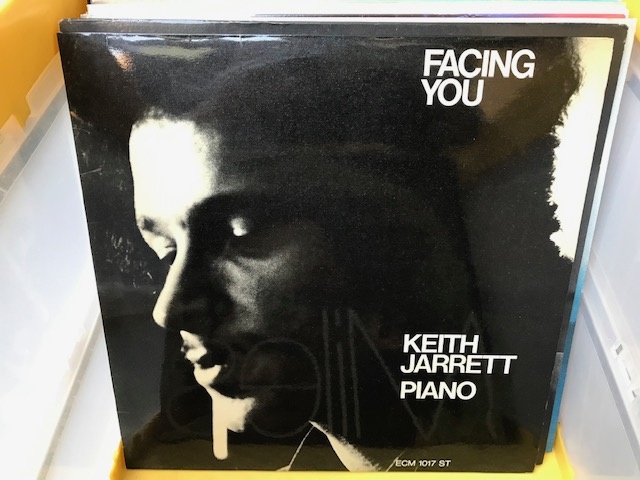 FACING
YOU
KEITH
JARRETT
PIANO
ECM 1017 ST